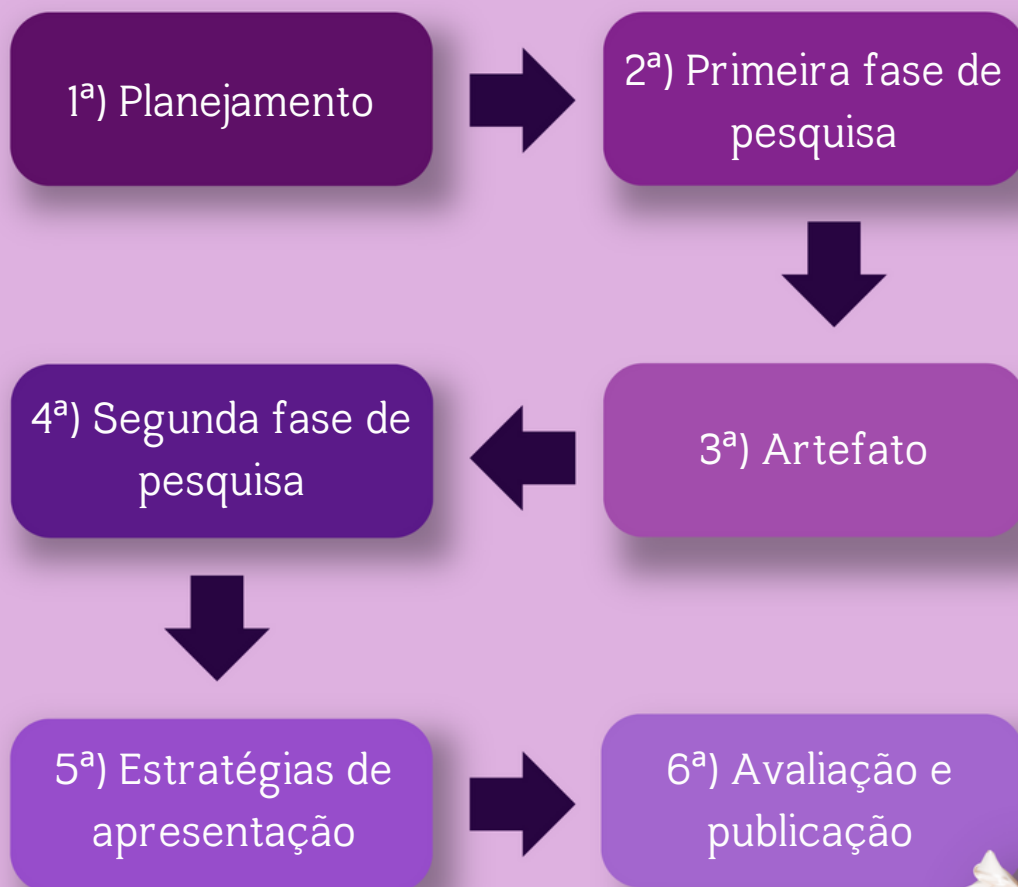 1ª) Planejamento
2ª) Primeira fase de
pesquisa
3ª) Artefato
4ª) Segunda fase de
pesquisa
5ª) Estratégias de
apresentação
6ª) Avaliação e
publicação